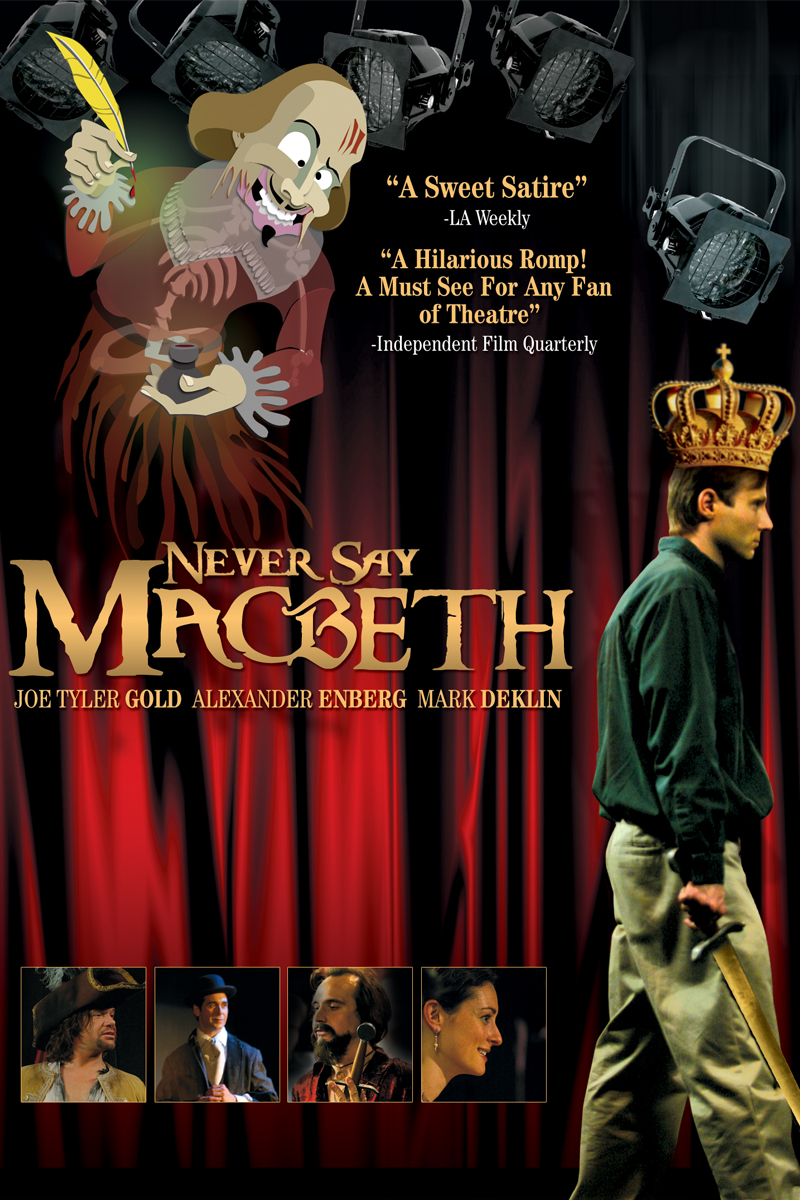 “A Sweet Satire”
-LA Weekly
“A Hilarious Romp!
A Must See For Any Fan
of Theatre”
-Independent Film Quarterly
NEVER SAY
MACBETH
JOE TYLER GOLD ALEXANDER ENBERG MARK DEKLIN